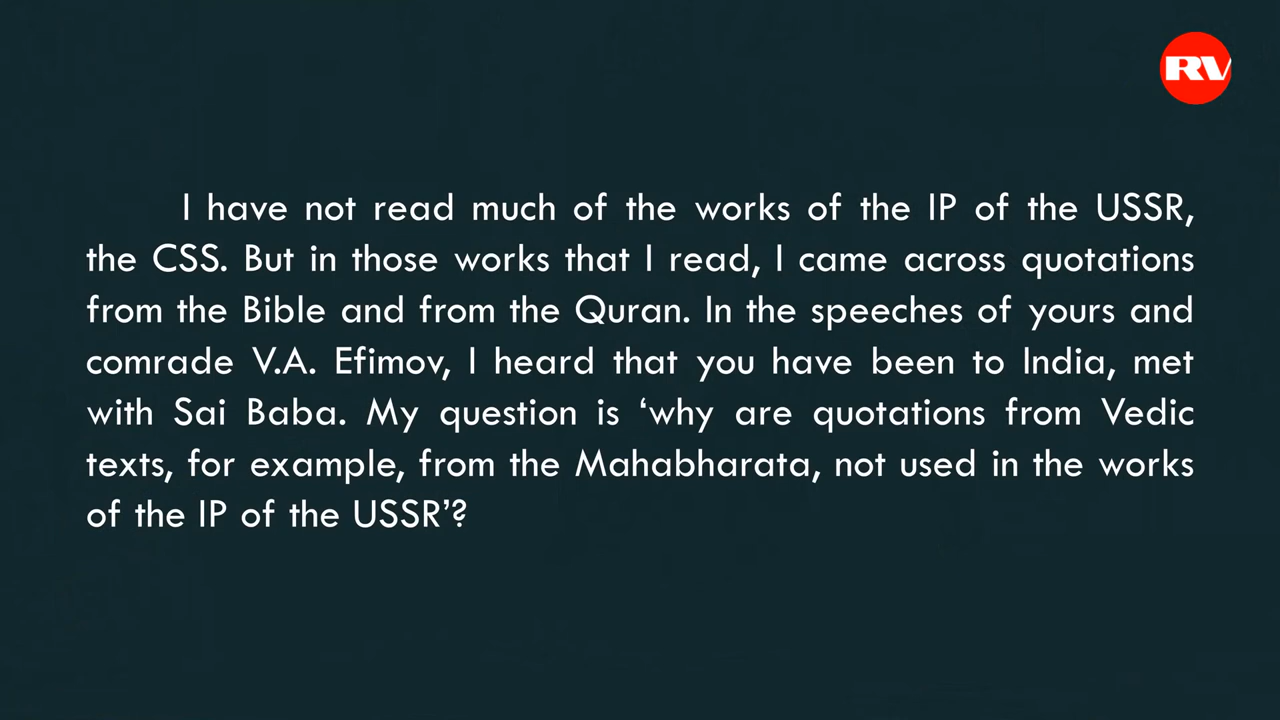 RV
I have not read much of the works of the IP of the USSR,
the CSS. But in those works that I read, I came across quotations
from the Bible and from the Quran. In the speeches of yours and
comrade V.A. Efimov, I heard that you have been to India, met
with Sai Baba. My question is ‘why are quotations from Vedic
texts, for example, from the Mahabharata, not used in the works
of the IP of the USSR’?